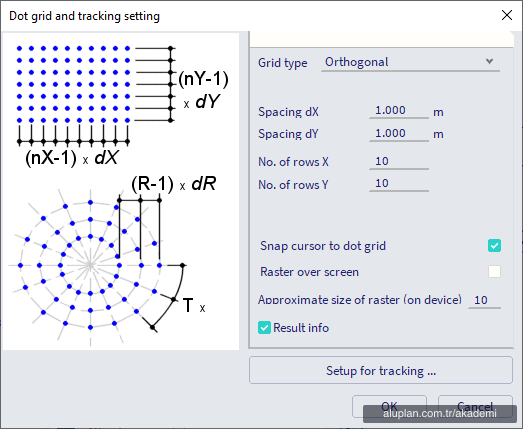 Dot grid and tracking setting
(nY-1)
x dY
(nX-1) x dX
(R-1) x dR
T x
Grid type Orthogonal
Spacing dX 1.000 m
Spacing dY 1.000 m
No. of rows X 10
No. of rows Y 10
Snap cursor to dot grid
Raster over screen
Approximate size of raster (on device) 10
Result info
Setup for tracking ...
OK Cancel
aluplan.com.tr/akademi